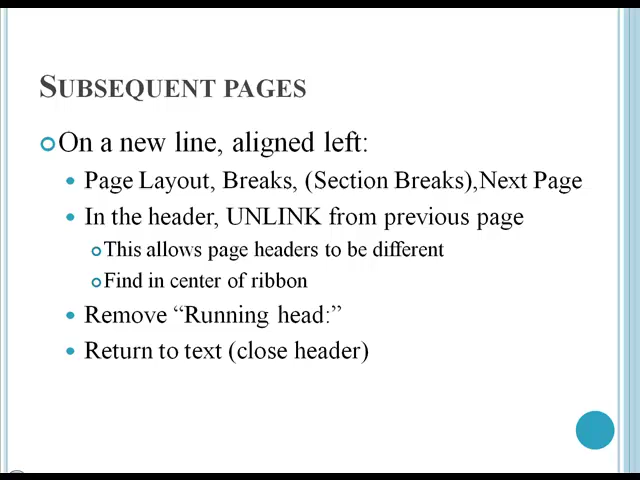 SUBSEQUENT PAGES
On a new line, aligned left:
Page Layout, Breaks, (Section Breaks),Next Page
In the header, UNLINK from previous page
This allows page headers to be different
Find in center of ribbon
Remove “Running head:”
Return to text (close header)